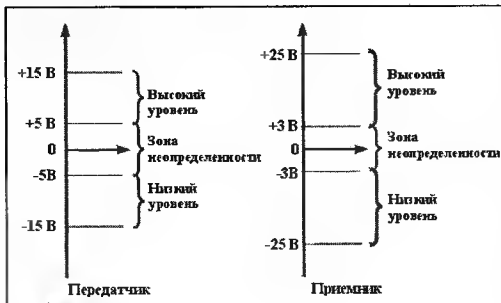 +15 В
Высокий
уровень
+5 В
0
Зона
неопределенности
-5В
Низкий
уровень
-15 В
Передатчик
+25 В
Высокий
уровень
+3 В
0
Зона
неопределенности
-3В
Низкий
уровень
-25 В
Приемник